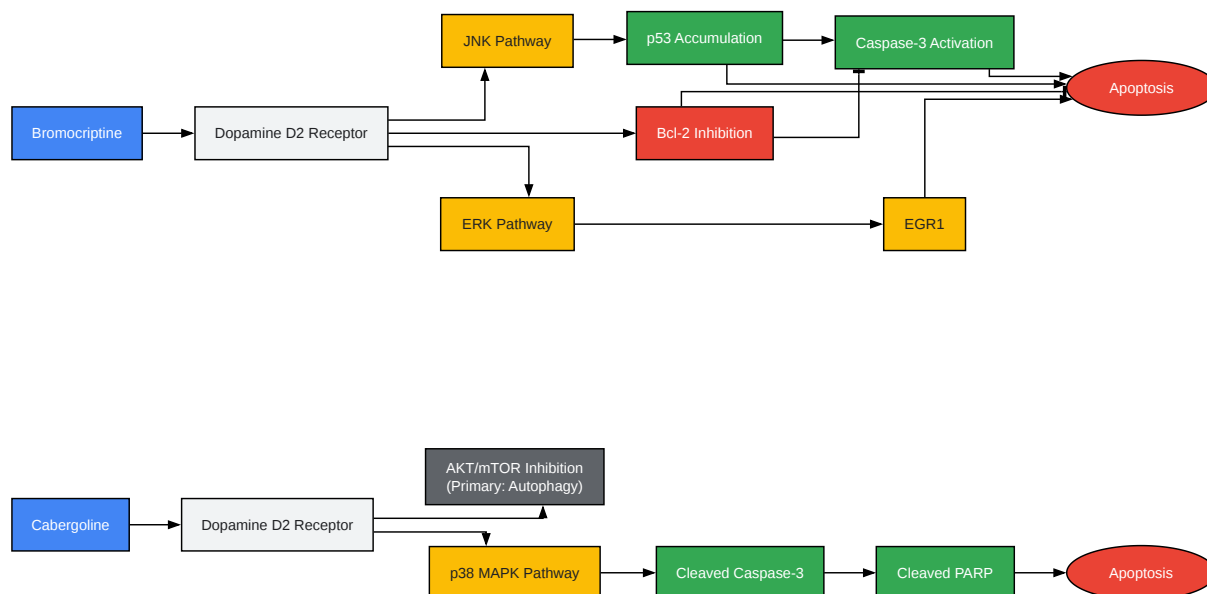 JNK Pathway
p53 Accumulation
Caspase-3 Activation
Apoptosis
Bromocriptine
Dopamine D2 Receptor
Bcl-2 Inhibition
ERK Pathway
EGR1
AKT/mTOR Inhibition
(Primary: Autophagy)
Cabergoline
Dopamine D2 Receptor
p38 MAPK Pathway
Cleaved Caspase-3
Cleaved PARP
Apoptosis